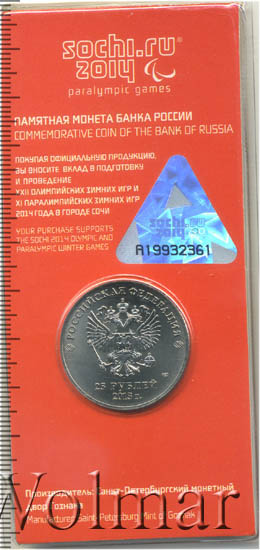 sochi.ru
2014
paralympic games
ПАМЯТНАЯ МОНЕТА БАНКА РОССИИ
COMMEMORATIVE COIN OF THE BANK OF RUSSIA
ПОКУПАЯ ОФИЦИАЛЬНУЮ ПРОДУКЦИЮ,
ВЫ ВНОСИТЕ ВКЛАД В ПОДГОТОВКУ
И ПРОВЕДЕНИЕ
XXII ОЛИМПИЙСКИХ ЗИМНИХ ИГР И
XI ПАРАЛИМПИЙСКИХ ЗИМНИХ ИГР
2014 ГОДА В ГОРОДЕ СОЧИ
YOUR PURCHASE SUPPORTS
THE SOCHI 2014 OLYMPIC AND
PARALYMPIC WINTER GAMES
sochi.ru
A19932361
РОССИЙСКАЯ ФЕДЕРАЦИЯ
25 РУБЛЕЙ
Производитель: Санкт-Петербургский монетный
двор Гознака
Manufacturer: Saint-Petersburg Mint of Goznak
Wolmar